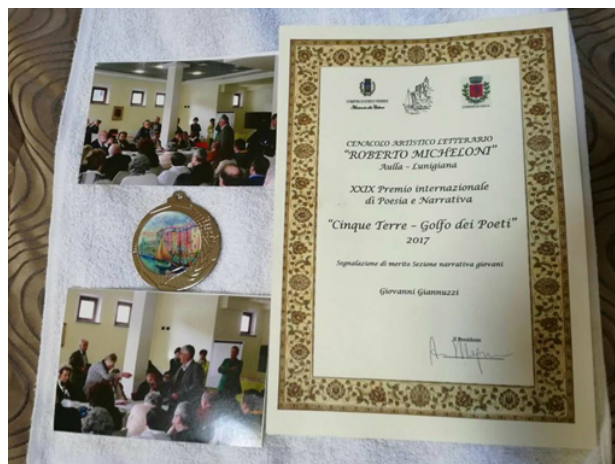 CENACOLO ARTISTICO LETTERARIO
"ROBERTO MICHELONI"
Aulla – Lunigiana
XXIX Premio internazionale
di Poesia e Narrativa
"Cinque Terre – Golfo dei Poeti"
2017
Segnalazione di merito Sezione narrativa giovani
Giovanni Giannuzzi
Il Presidente